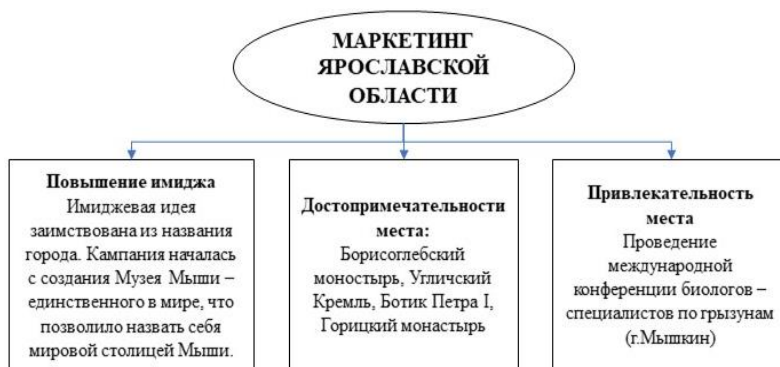 МАРКЕТИНГ
ЯРОСЛАВСКОЙ
ОБЛАСТИ
Повышение имиджа
Имиджевая идея
заимствована из названия
города. Кампания началась
с создания Музея Мыши –
единственного в мире, что
позволило назвать себя
мировой столицей Мыши.
Достопримечательности
места:
Борисоглебский
моностырь, Угличский
Кремль, Ботик Петра I,
Горицкий монастырь
Привлекательность
места
Проведение
международной
конференции биологов –
специалистов по грызунам
(г.Мышкин)